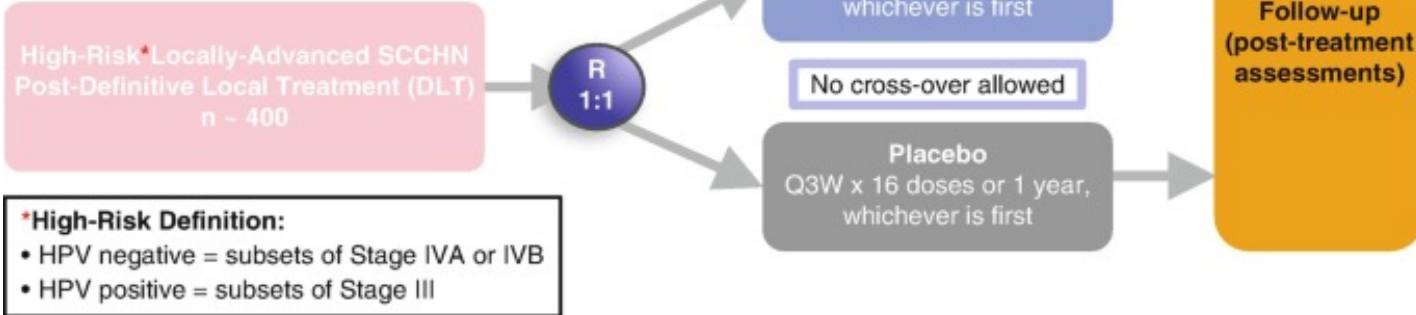 High-Risk*Locally-Advanced SCCHN
Post-Definitive Local Treatment (DLT)
n ~ 400
R
1:1
whichever is first
No cross-over allowed
Placebo
Q3W x 16 doses or 1 year,
whichever is first
Follow-up
(post-treatment
assessments)
*High-Risk Definition:
• HPV negative = subsets of Stage IVA or IVB
• HPV positive = subsets of Stage III